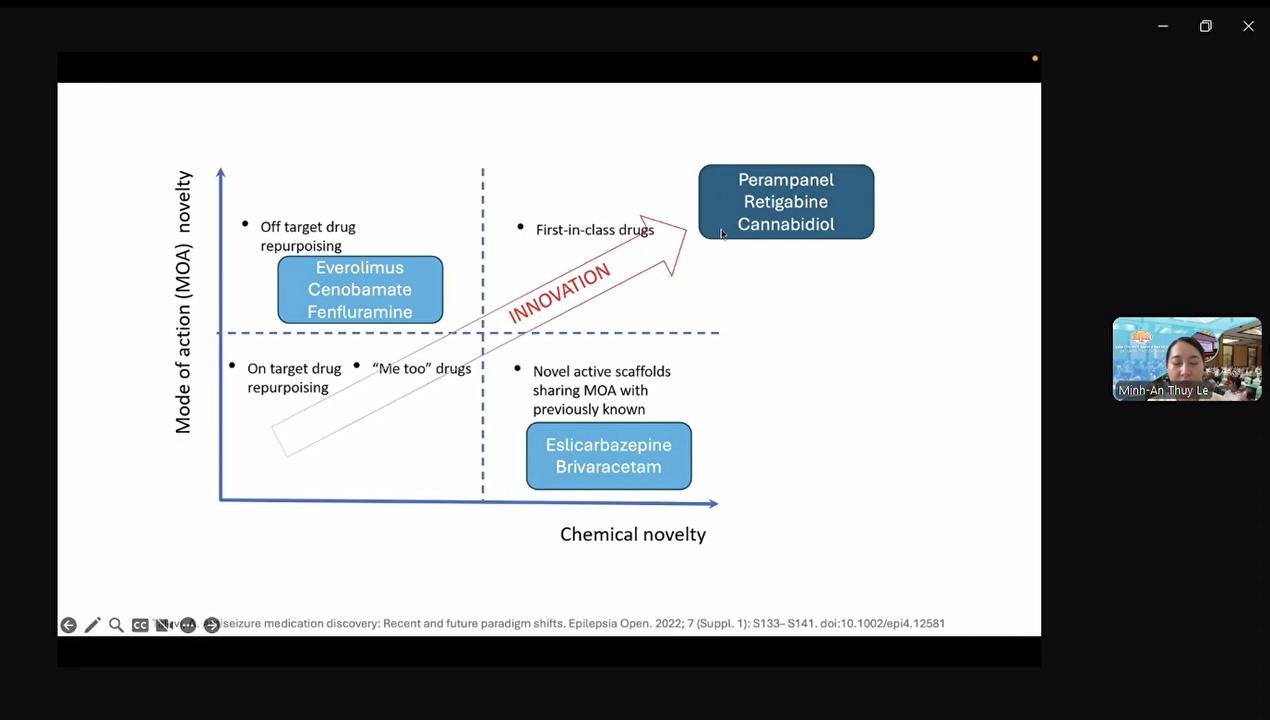 Mode of action (MOA) novelty
• Off target drug
repurpoising
Everolimus
Cenobamate
Fenfluramine
• First-in-class drugs
Perampanel
Retigabine
Cannabidiol
INNOVATION
• On target drug
repurpoising
• “Me too” drugs
• Novel active scaffolds
sharing MOA with
previously known
Eslicarbazepine
Brivaracetam
Chemical novelty
seizure medication discovery: Recent and future paradigm shifts. Epilepsia Open. 2022; 7 (Suppl. 1): S133– S141. doi:10.1002/epi4.12581
CC
Minh-An Thuy Le